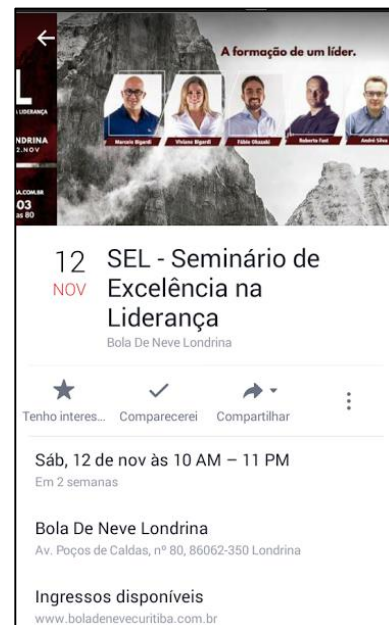 A formação de um líder.
L
LIDERANÇA
NDRINA
2.NOV
A.COM.BR
03
as 80
Marcelo Bigardi
Viviane Bigardi
Fábio Okazaki
Roberto Fast
André Silva
12
NOV
SEL - Seminário de
Excelência na
Liderança
Bola De Neve Londrina
Tenho interes...
Comparecerei
Compartilhar
Sáb, 12 de nov às 10 AM – 11 PM
Em 2 semanas
Bola De Neve Londrina
Av. Poços de Caldas, nº 80, 86062-350 Londrina
Ingressos disponíveis
www.boladenevecuritiba.com.br